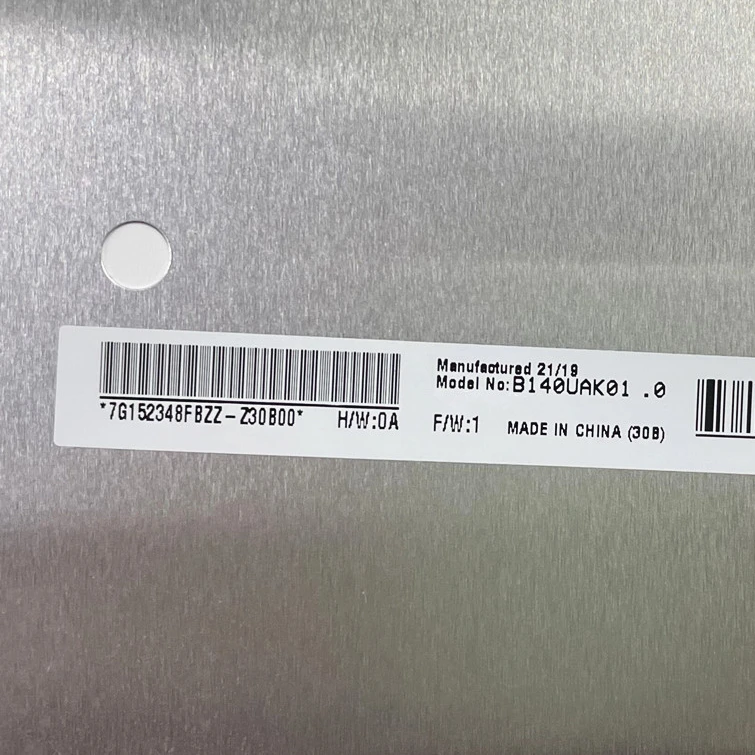 *7G152348FBZZ-Z30B00* H/W:0A
Manufactured 21/19
Model No:B140UAK01 .0
F/W:1 MADE IN CHINA (30B)